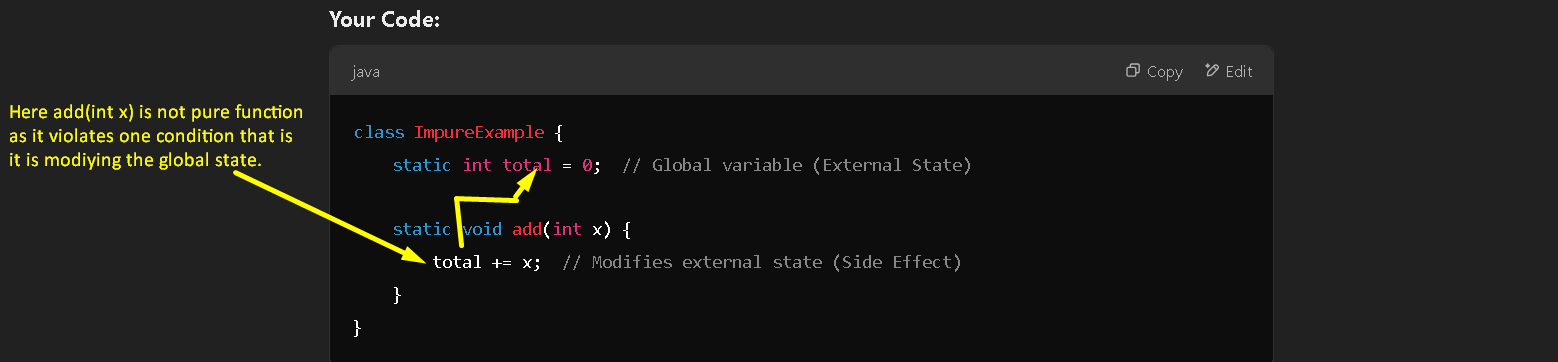 Your Code:
java
Copy
Edit
Here add(int x) is not pure function
as it violates one condition that is
it is modiying the global state.
class ImpureExample {
static int total = 0;  // Global variable (External State)
static void add(int x) {
total += x;  // Modifies external state (Side Effect)
}
}